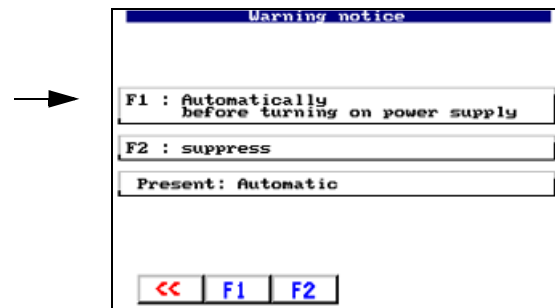 Warning notice
F1 : Automatically
before turning on power supply
F2 : suppress
Present: Automatic
<< F1 F2